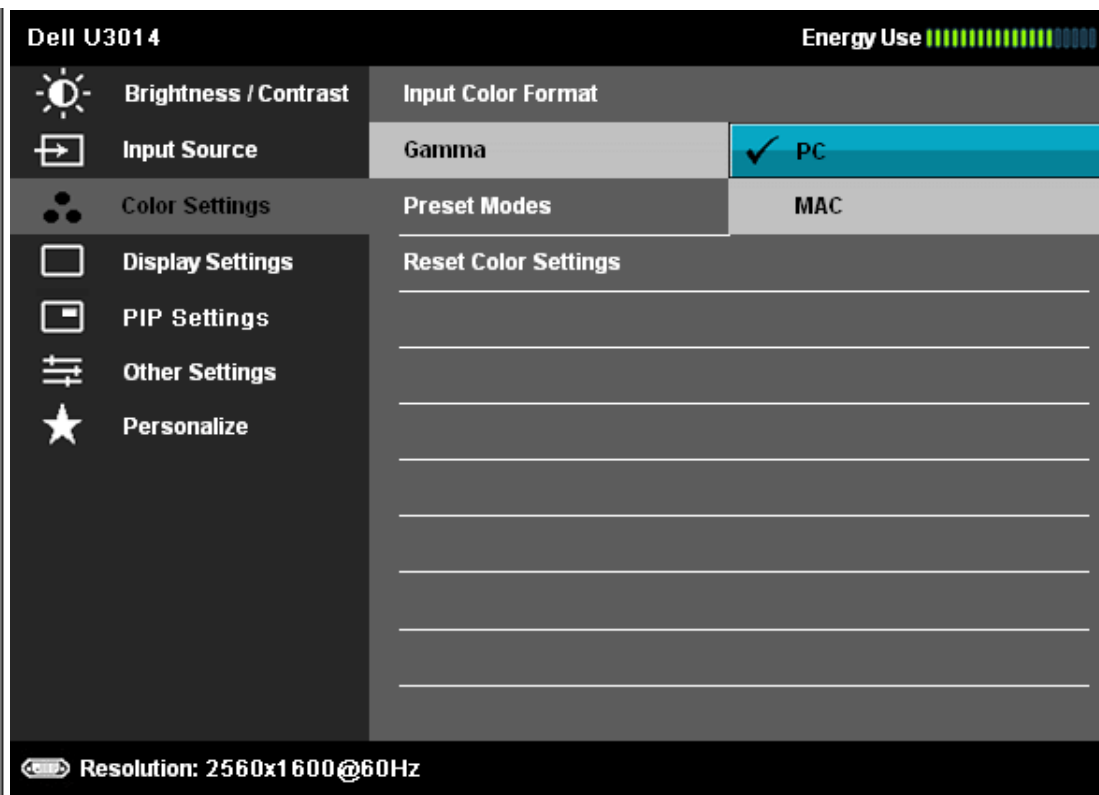 Dell U3014 Energy Use
Brightness / Contrast Input Color Format
Input Source Gamma PC
Color Settings Preset Modes MAC
Display Settings Reset Color Settings
PIP Settings
Other Settings
Personalize
Resolution: 2560x1600@60Hz